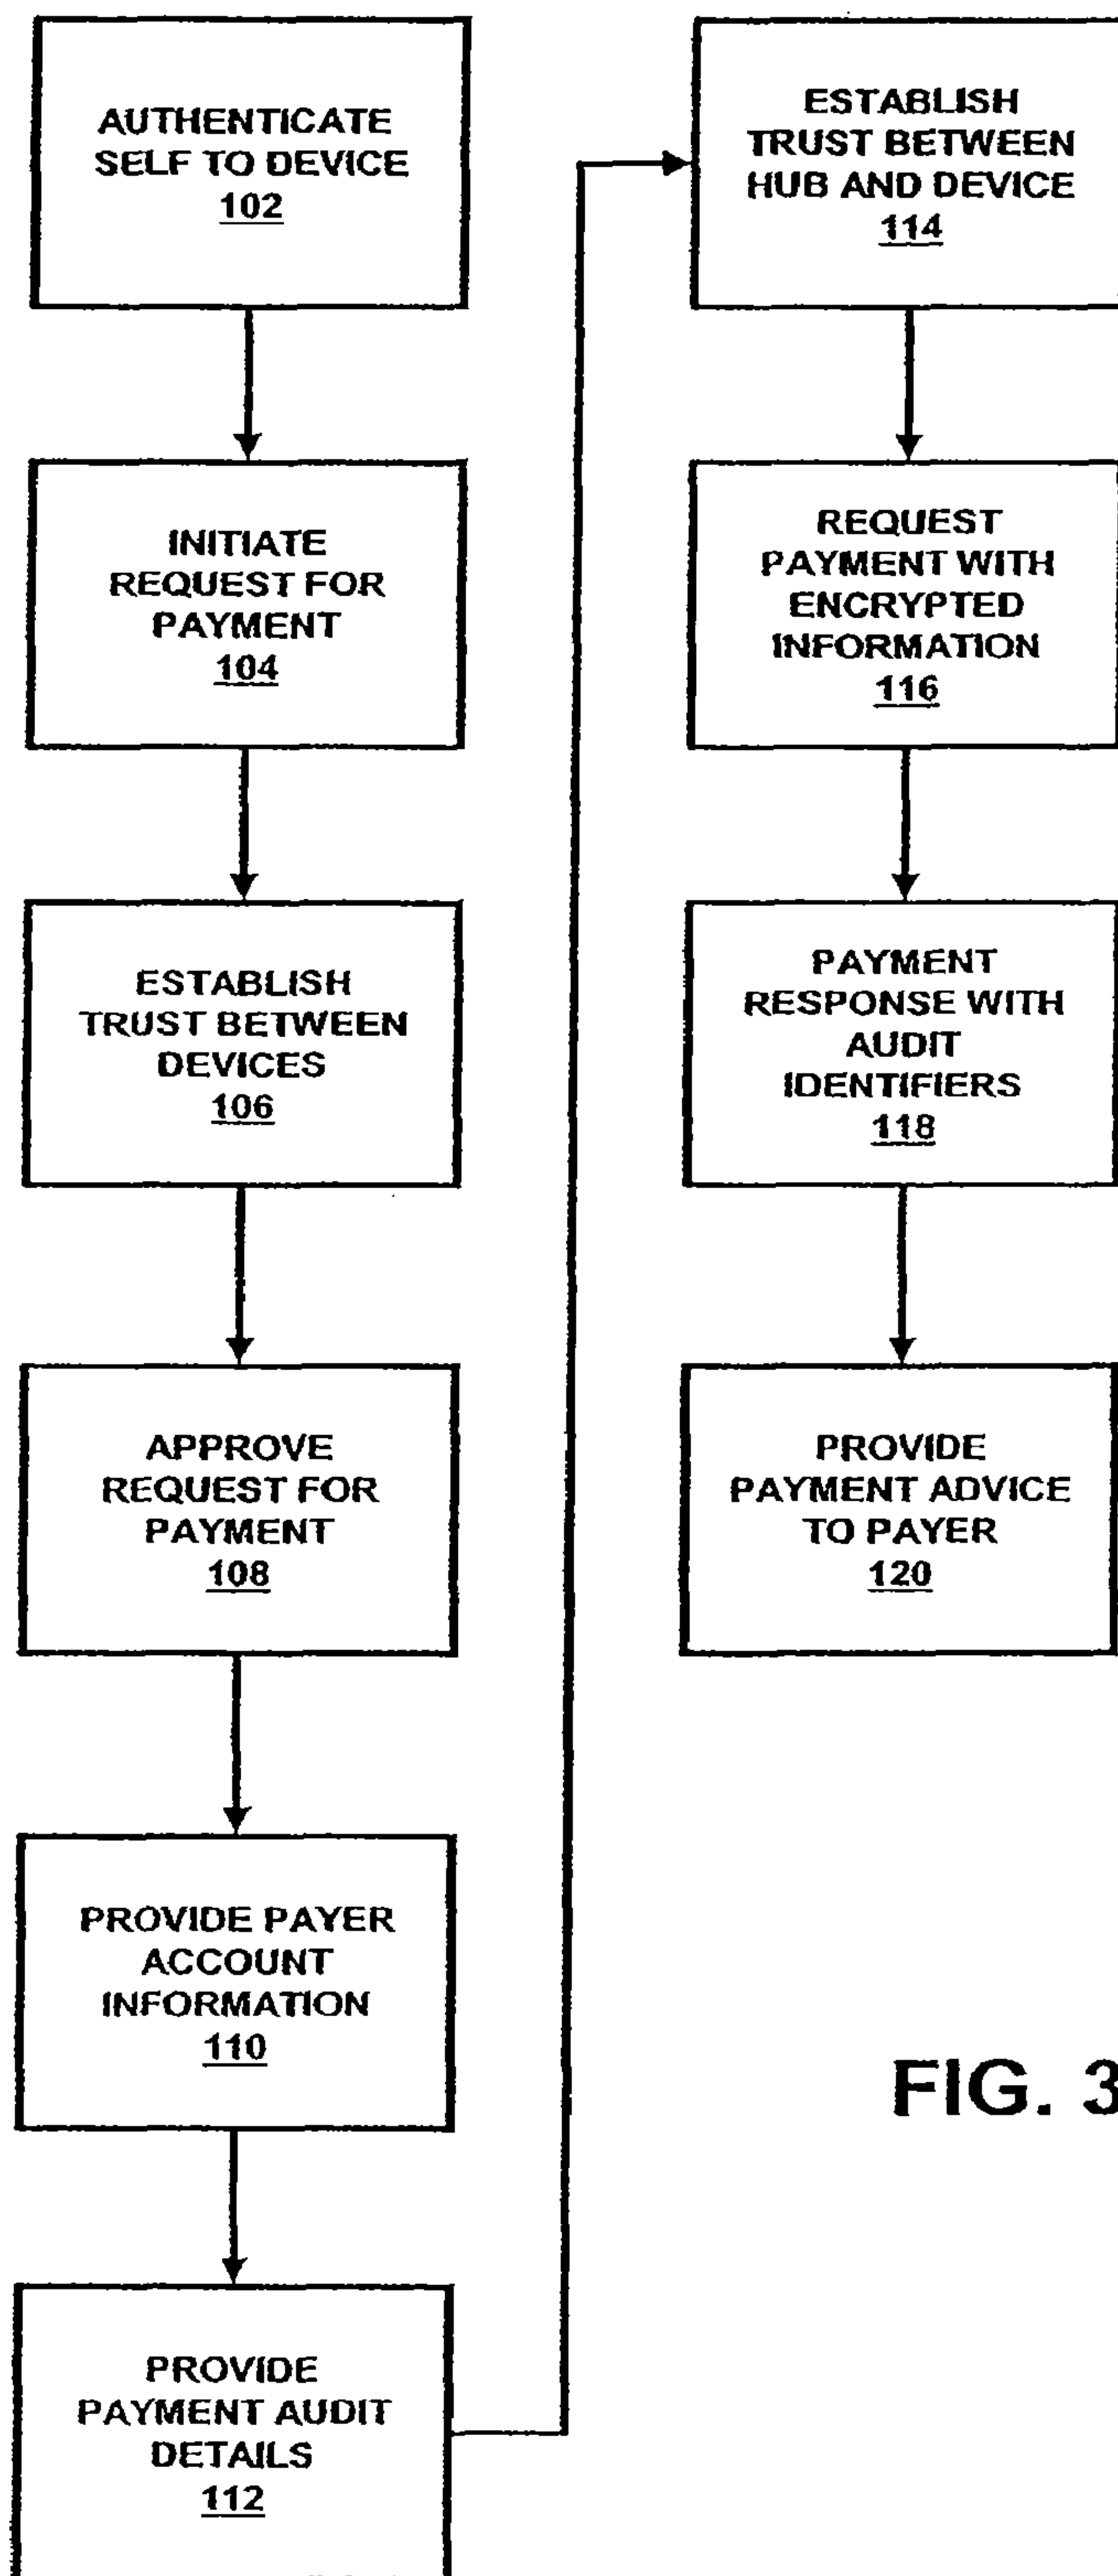 AUTHENTICATE
SELF TO DEVICE
102
INITIATE
REQUEST FOR
PAYMENT
104
ESTABLISH
TRUST BETWEEN
DEVICES
106
APPROVE
REQUEST FOR
PAYMENT
108
PROVIDE PAYER
ACCOUNT
INFORMATION
110
PROVIDE
PAYMENT AUDIT
DETAILS
112
ESTABLISH
TRUST BETWEEN
HUB AND DEVICE
114
REQUEST
PAYMENT WITH
ENCRYPTED
INFORMATION
116
PAYMENT
RESPONSE WITH
AUDIT
IDENTIFIERS
118
PROVIDE
PAYMENT ADVICE
TO PAYER
120
FIG. 3